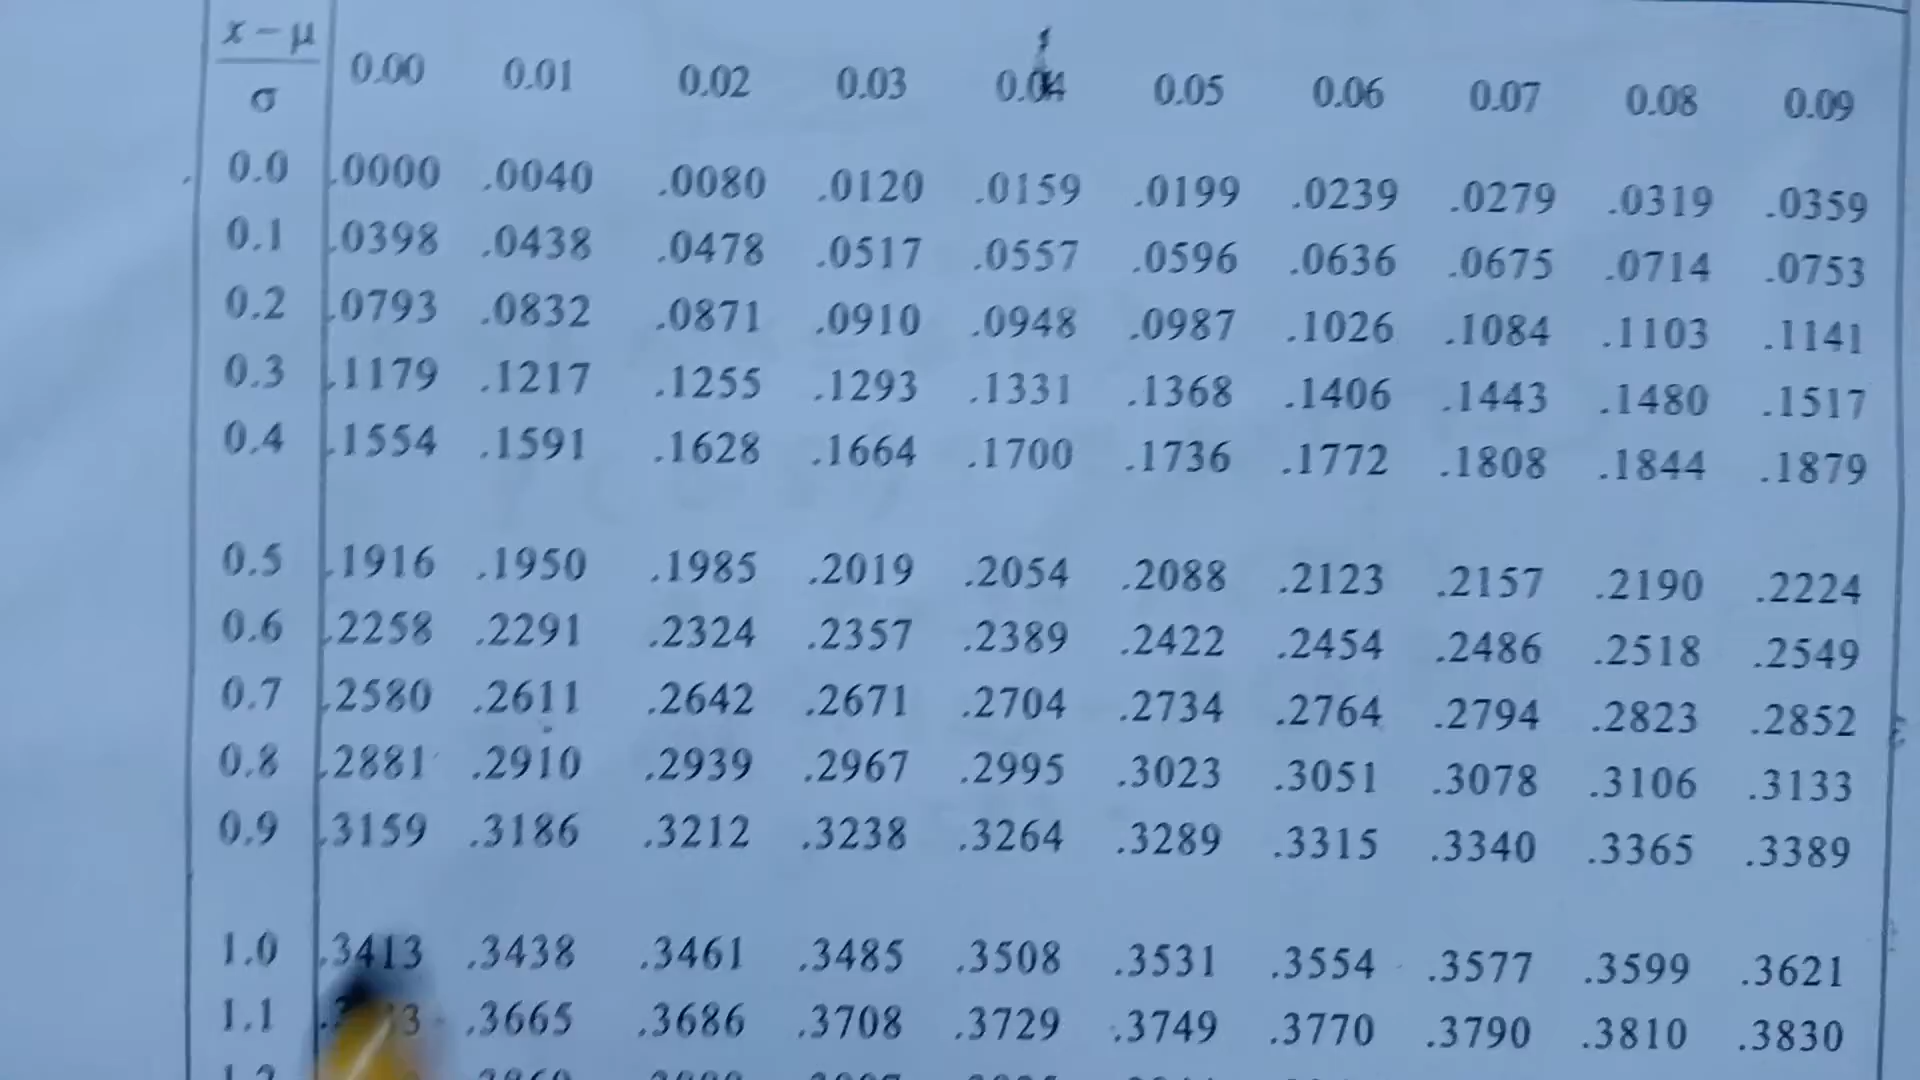 x − μ
σ
0.00 0.01 0.02 0.03 0.04 0.05 0.06 0.07 0.08 0.09
0.0 .0000 .0040 .0080 .0120 .0159 .0199 .0239 .0279 .0319 .0359
0.1 .0398 .0438 .0478 .0517 .0557 .0596 .0636 .0675 .0714 .0753
0.2 .0793 .0832 .0871 .0910 .0948 .0987 .1026 .1084 .1103 .1141
0.3 .1179 .1217 .1255 .1293 .1331 .1368 .1406 .1443 .1480 .1517
0.4 .1554 .1591 .1628 .1664 .1700 .1736 .1772 .1808 .1844 .1879
0.5 .1916 .1950 .1985 .2019 .2054 .2088 .2123 .2157 .2190 .2224
0.6 .2258 .2291 .2324 .2357 .2389 .2422 .2454 .2486 .2518 .2549
0.7 .2580 .2611 .2642 .2671 .2704 .2734 .2764 .2794 .2823 .2852
0.8 .2881 .2910 .2939 .2967 .2995 .3023 .3051 .3078 .3106 .3133
0.9 .3159 .3186 .3212 .3238 .3264 .3289 .3315 .3340 .3365 .3389
1.0 .3413 .3438 .3461 .3485 .3508 .3531 .3554 .3577 .3599 .3621
1.1 .3665 .3686 .3708 .3729 .3749 .3770 .3790 .3810 .3830